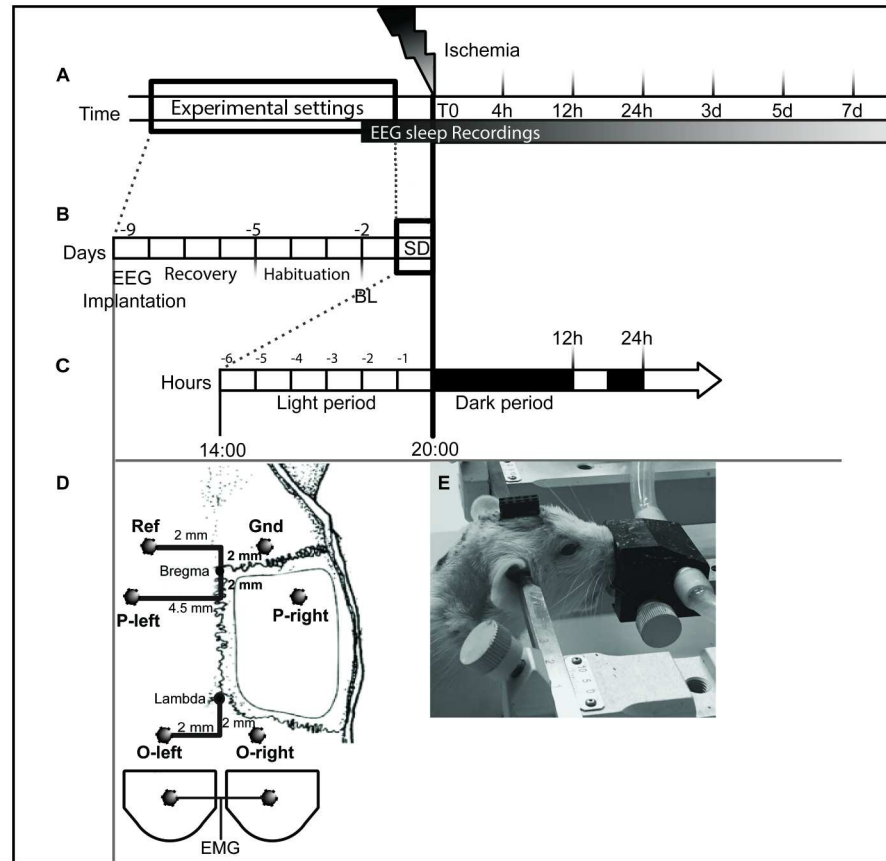 Ischemia
A
Time
Experimental settings
T0 4h 12h 24h 3d 5d 7d
EEG sleep Recordings
B
-9 -5 -2
Days
SD
EEG Implantation
Recovery
Habituation
BL
C
12h 24h
-6 -5 -4 -3 -2 -1
Hours
Light period Dark period
14:00 20:00
D
E
Ref
Gnd
2 mm
2 mm
Bregma
2 mm
4.5 mm
P-left
P-right
Lambda
2 mm
2 mm
O-left
O-right
EMG